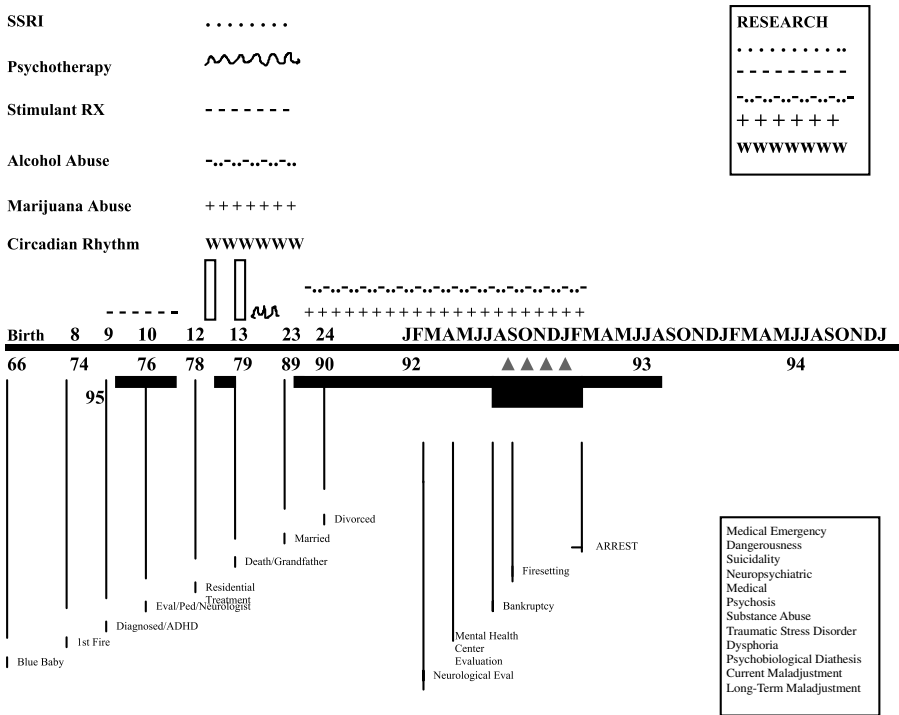 SSRI
. . . . . . . .
RESEARCH
. . . . . . . . . . ..
Psychotherapy
- - - - - - - - - -
Stimulant RX
- - - - - - -
-..-..-..-..-..-..-
+ + + + + +
Alcohol Abuse
-..-..-..-..-..
WWWWWWW
Marijuana Abuse
+ + + + + + +
Circadian Rhythm
WWWWWW
- - - - - - -
-..-..-..-..-..-..-..-..-..-..-..-..-..-..-..-
+ + + + + + + + + + + + + + + + + + + + + + +
Birth 8 9 10 12 13 23 24 JFMAMJJASONDJFMAMJJASONDJFMAMJJASONDJ
66 74 76 78 79 89 90 92 93 94
95
Divorced
Married
ARREST
Death/Grandfather
Firesetting
Residential
Treatment
Eval/Ped/Neurologist
Bankruptcy
Diagnosed/ADHD
1st Fire
Mental Health
Center
Evaluation
Blue Baby
Neurological Eval
Medical Emergency
Dangerousness
Suicidality
Neuropsychiatric
Medical
Psychosis
Substance Abuse
Traumatic Stress Disorder
Dysphoria
Psychobiological Diathesis
Current Maladjustment
Long-Term Maladjustment